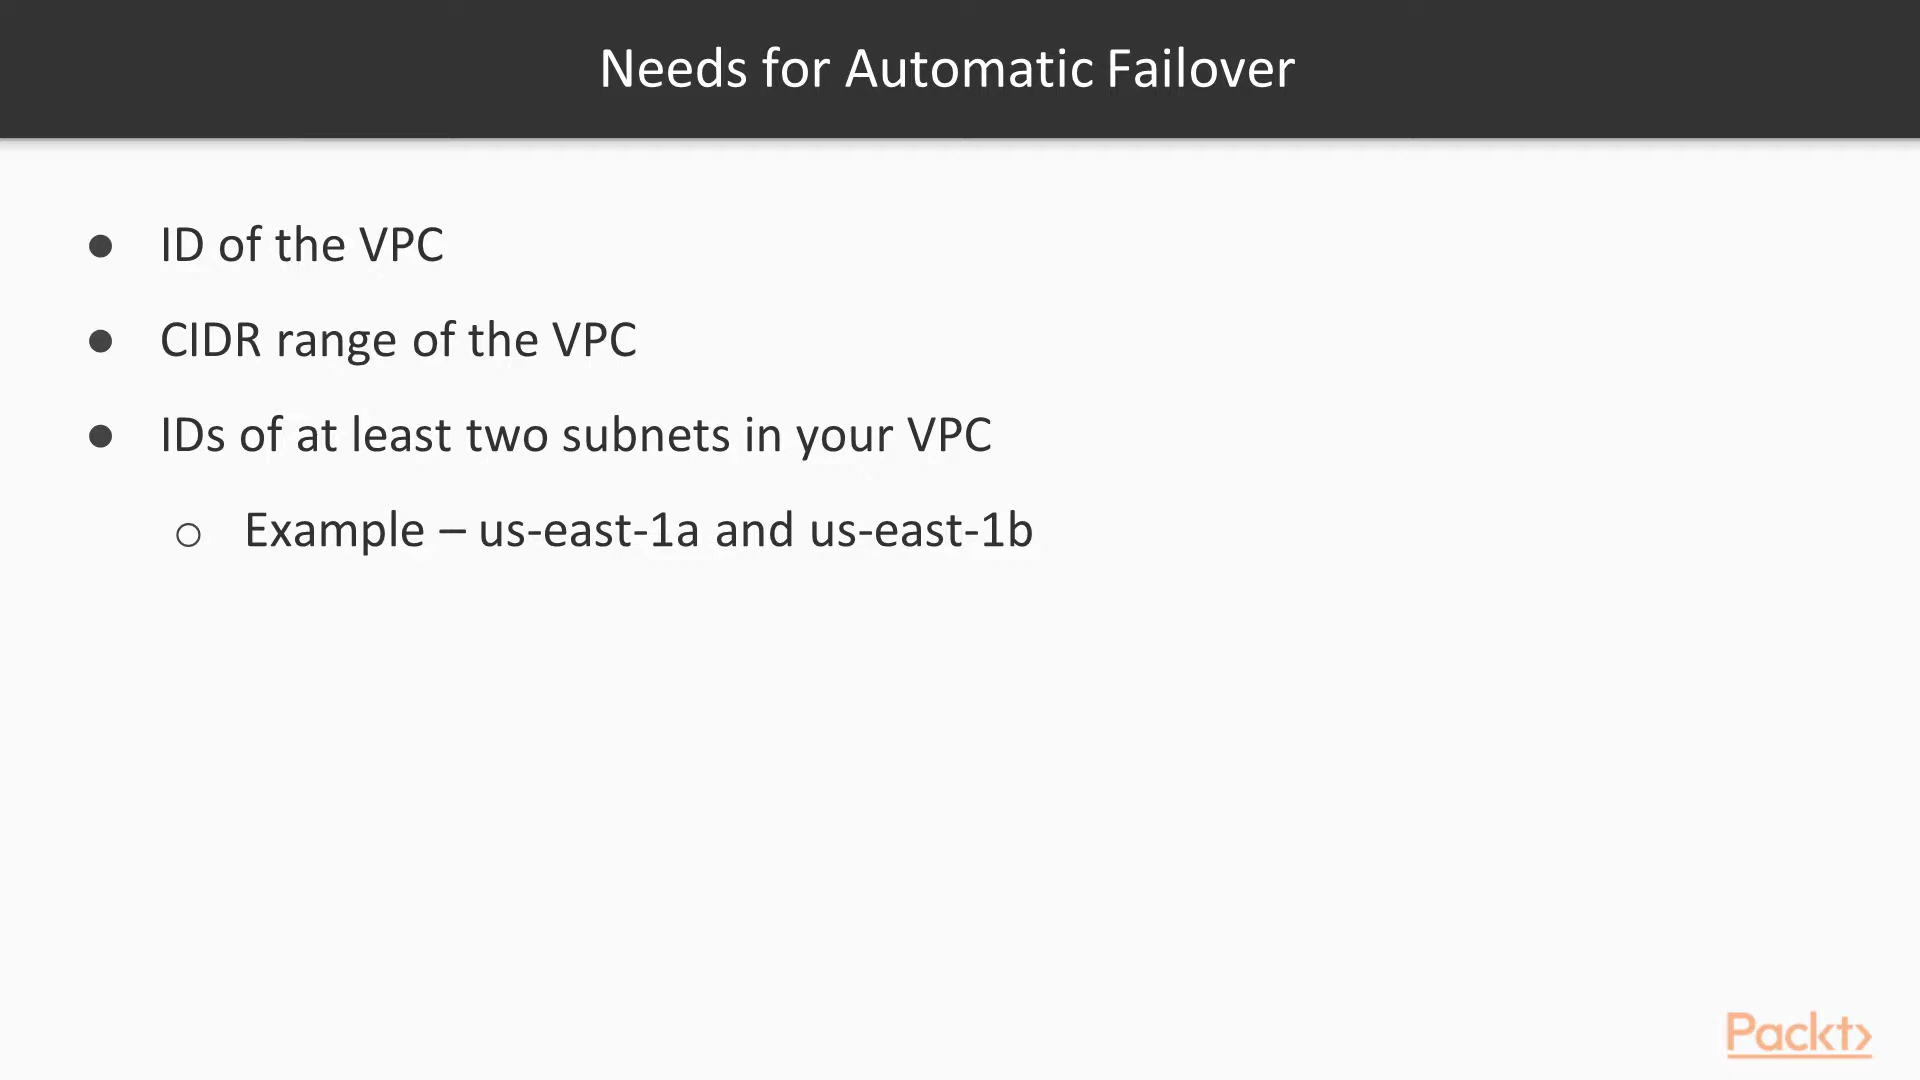 Needs for Automatic Failover
● ID of the VPC
● CIDR range of the VPC
● IDs of at least two subnets in your VPC
○ Example – us-east-1a and us-east-1b
Packt>